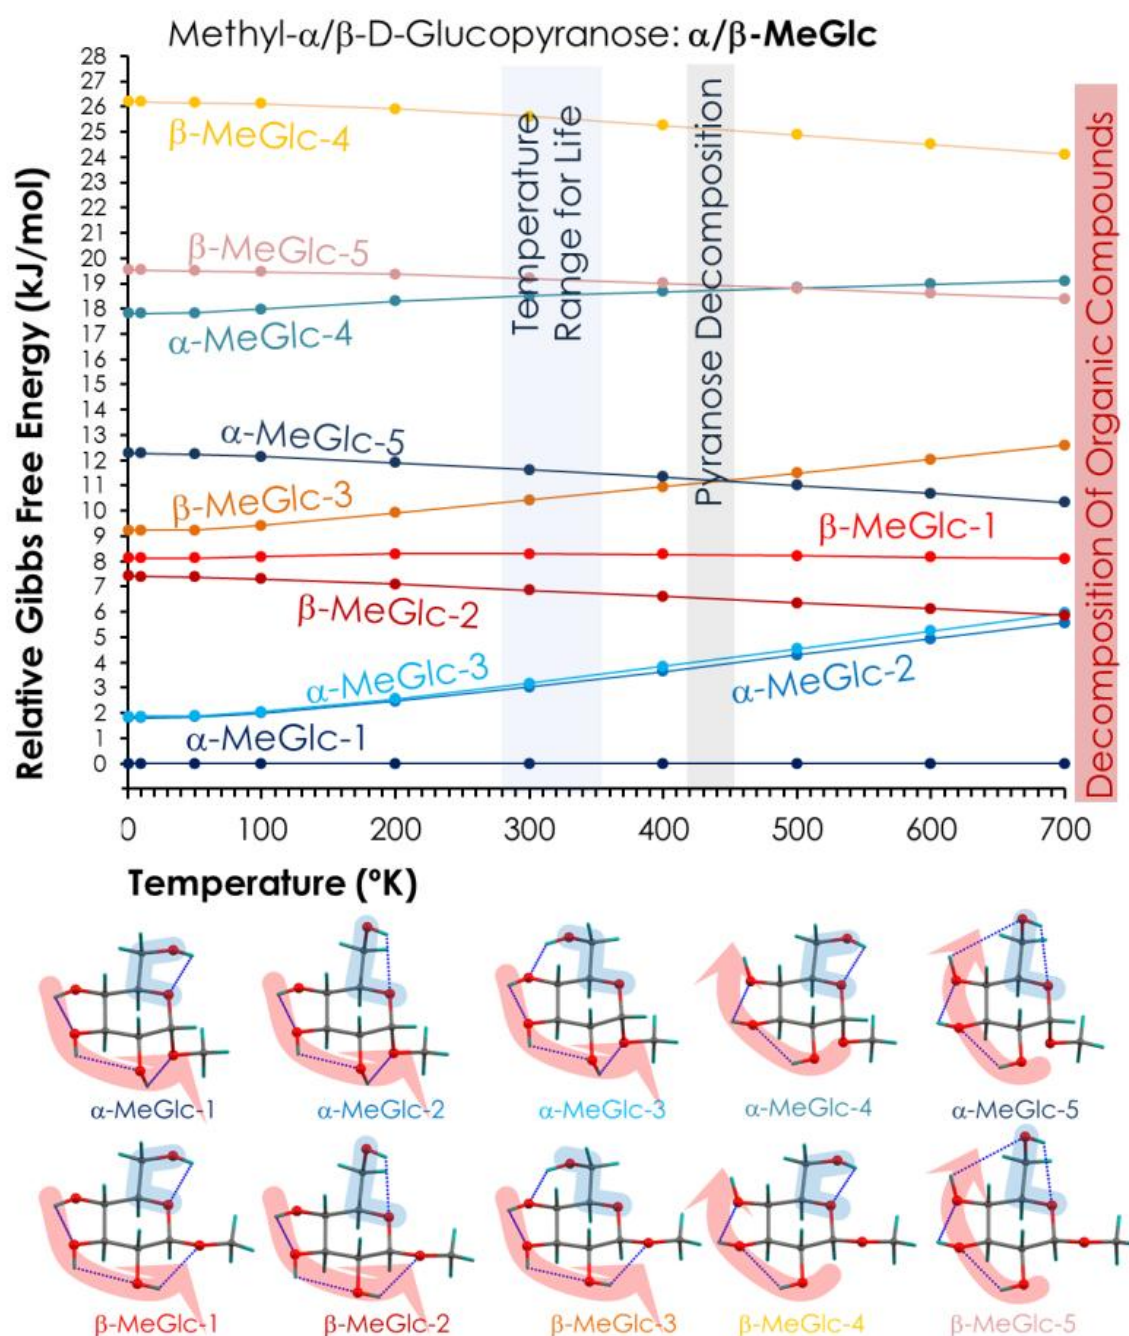 Methyl-α/β-D-Glucopyranose: α/β-MeGlc
Relative Gibbs Free Energy (kJ/mol)
28
27
26
25
24
23
22
21
20
19
18
17
16
15
14
13
12
11
10
9
8
7
6
5
4
3
2
1
0
β-MeGlc-4
β-MeGlc-5
α-MeGlc-4
α-MeGlc-5
β-MeGlc-3
β-MeGlc-1
β-MeGlc-2
α-MeGlc-3
α-MeGlc-2
α-MeGlc-1
Temperature
Range for Life
Pyranose Decomposition
Decomposition Of Organic Compounds
0 100 200 300 400 500 600 700
Temperature (ºK)
α-MeGlc-1 α-MeGlc-2 α-MeGlc-3 α-MeGlc-4 α-MeGlc-5
β-MeGlc-1 β-MeGlc-2 β-MeGlc-3 β-MeGlc-4 β-MeGlc-5